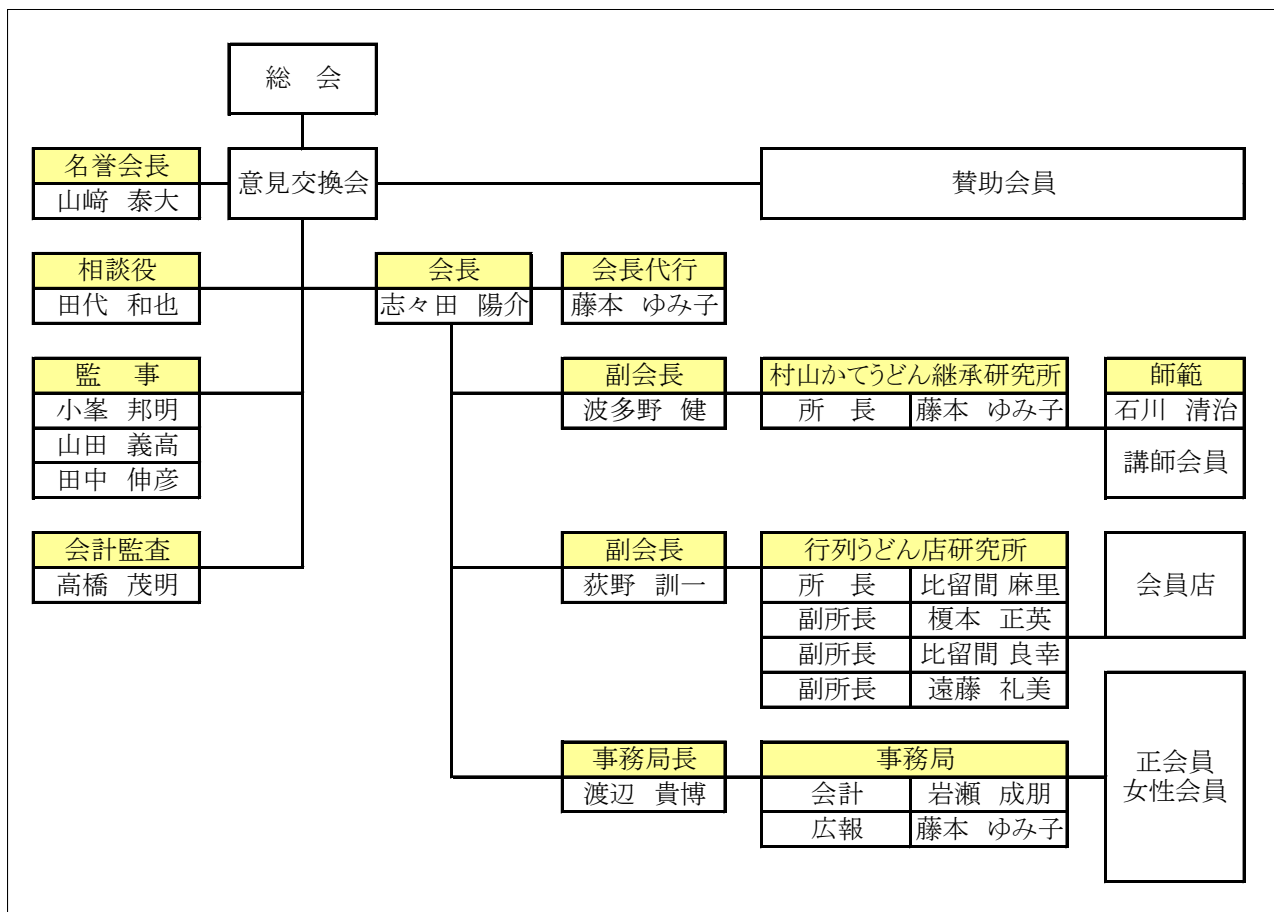 総 会
名誉会長
山﨑 泰大
意見交換会
賛助会員
相談役
田代 和也
会長
志々田 陽介
会長代行
藤本 ゆみ子
監 事
小峯 邦明
山田 義高
田中 伸彦
副会長
波多野 健
村山かてうどん継承研究所
所 長 藤本 ゆみ子
師範
石川 清治
講師会員
会計監査
高橋 茂明
副会長
荻野 訓一
行列うどん店研究所
所 長 比留間 麻里
副所長 榎本 正英
副所長 比留間 良幸
副所長 遠藤 礼美
会員店
事務局長
渡辺 貴博
事務局
会計 岩瀬 成朋
広報 藤本 ゆみ子
正会員
女性会員